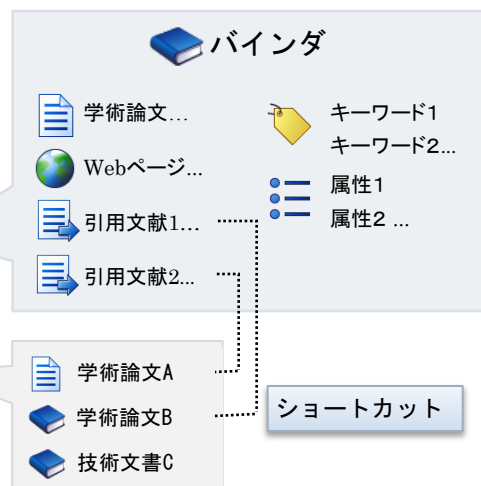 バインダ
学術論文...
Webページ...
引用文献1...
引用文献2...
キーワード1
キーワード2...
属性1
属性2 ...
学術論文A
学術論文B
技術文書C
ショートカット